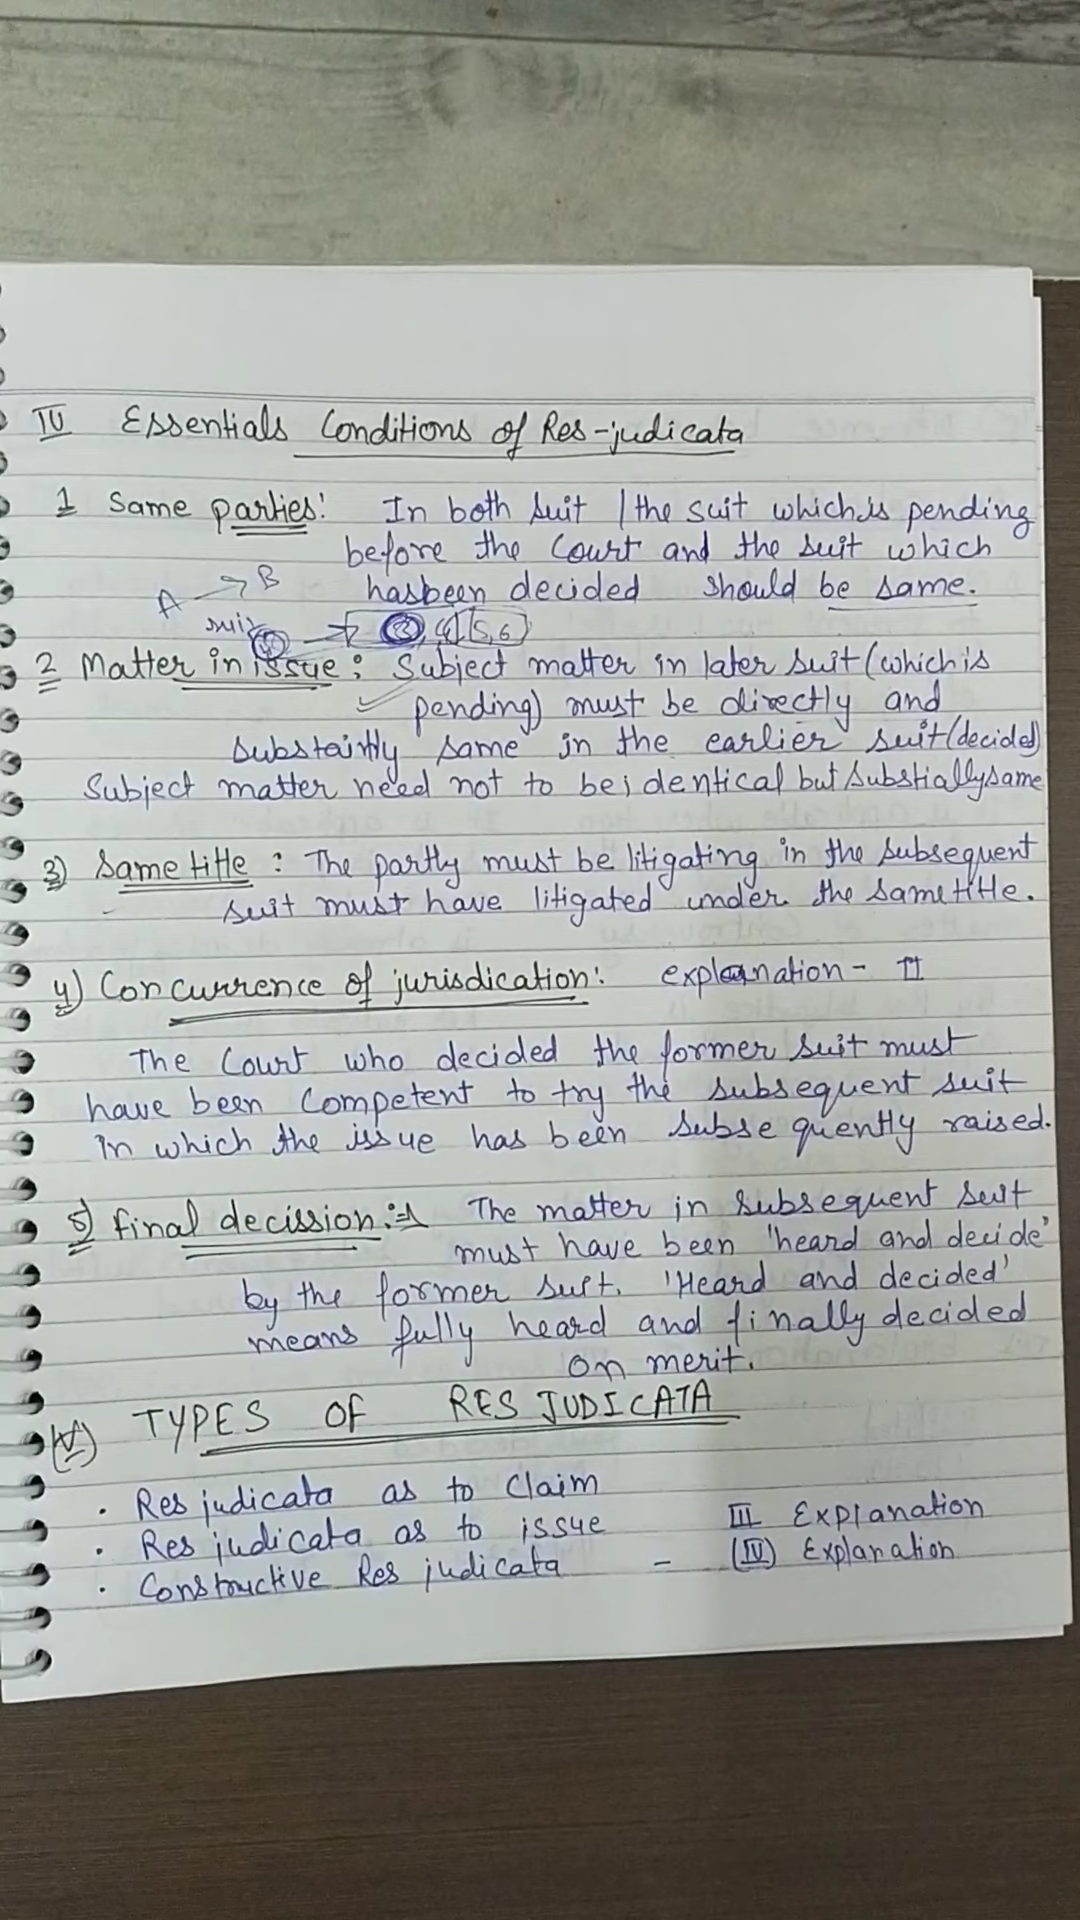 IV Essentials Conditions of Res-judicata
1 Same parties: In both suit / the suit which is pending
before the Court and the suit which
hasbeen decided should be same.
A → B
suit → 3, 4 5, 6
2 Matter in issue: Subject matter in later suit (which is
pending) must be directly and
substaintly same in the earlier suit (decided)
Subject matter need not to be identical but substially same
3) Same title: The partly must be litigating in the subsequent
suit must have litigated under the same title.
4) Concurrence of jurisdication: explanation - II
The Court who decided the former suit must
have been Competent to try the subsequent suit
in which the issue has been subsequently raised.
5) final decission:- The matter in subsequent suit
must have been 'heard and decide'
by the former suit. 'Heard and decided'
means fully heard and finally decided
on merit.
(V) TYPES OF RES JUDICATA
· Res judicata as to Claim
· Res judicata as to issue III Explanation
· Constructive Res judicata - (IV) Explanation